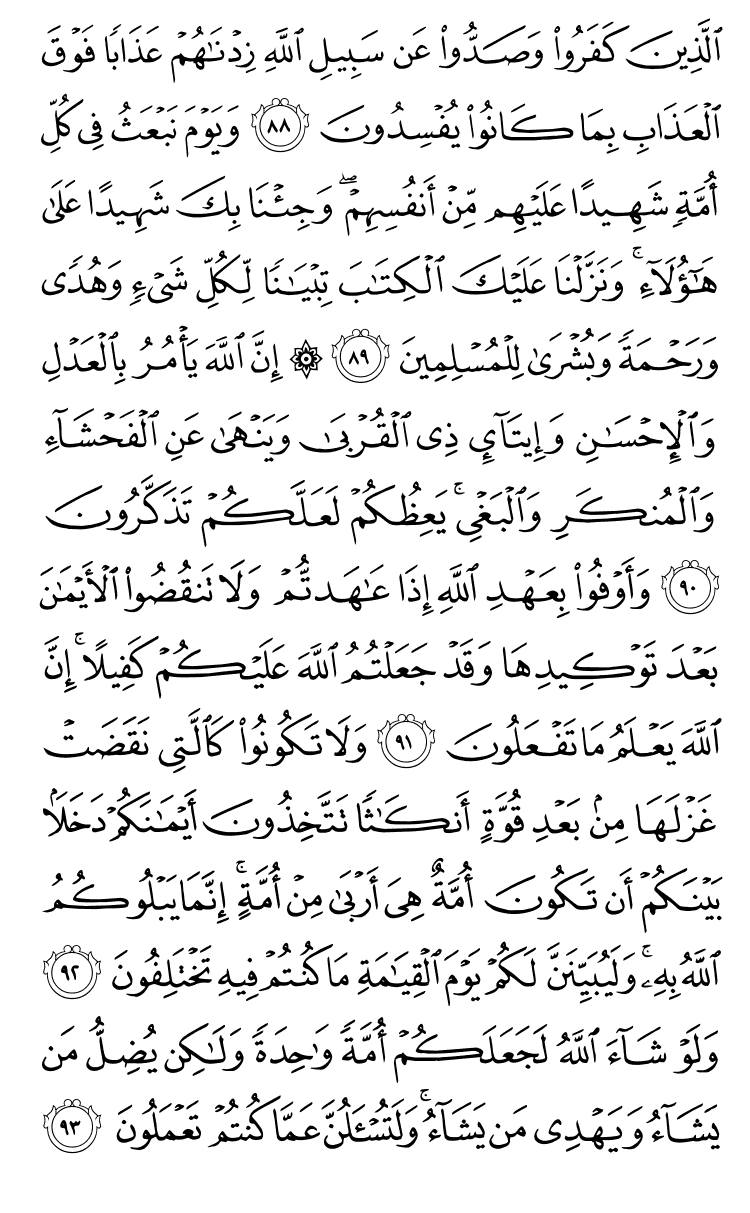 ٱلَّذِينَ كَفَرُوا۟ وَصَدُّوا۟ عَن سَبِيلِ ٱللَّهِ زِدْنَٰهُمْ عَذَابًا فَوْقَ
ٱلْعَذَابِ بِمَا كَانُوا۟ يُفْسِدُونَ ٨٨ وَيَوْمَ نَبْعَثُ فِى كُلِّ
أُمَّةٍ شَهِيدًا عَلَيْهِم مِّنْ أَنفُسِهِمْ ۖ وَجِئْنَا بِكَ شَهِيدًا عَلَىٰ
هَٰٓؤُلَآءِ ۚ وَنَزَّلْنَا عَلَيْكَ ٱلْكِتَٰبَ تِبْيَٰنًا لِّكُلِّ شَىْءٍ وَهُدًى
وَرَحْمَةً وَبُشْرَىٰ لِلْمُسْلِمِينَ ٨٩ ۞ إِنَّ ٱللَّهَ يَأْمُرُ بِٱلْعَدْلِ
وَٱلْإِحْسَٰنِ وَإِيتَآئِ ذِى ٱلْقُرْبَىٰ وَيَنْهَىٰ عَنِ ٱلْفَحْشَآءِ
وَٱلْمُنكَرِ وَٱلْبَغْىِ ۚ يَعِظُكُمْ لَعَلَّكُمْ تَذَكَّرُونَ
٩٠ وَأَوْفُوا۟ بِعَهْدِ ٱللَّهِ إِذَا عَٰهَدتُّمْ وَلَا تَنقُضُوا۟ ٱلْأَيْمَٰنَ
بَعْدَ تَوْكِيدِهَا وَقَدْ جَعَلْتُمُ ٱللَّهَ عَلَيْكُمْ كَفِيلًا ۚ إِنَّ
ٱللَّهَ يَعْلَمُ مَا تَفْعَلُونَ ٩١ وَلَا تَكُونُوا۟ كَٱلَّتِى نَقَضَتْ
غَزْلَهَا مِنۢ بَعْدِ قُوَّةٍ أَنكَٰثًا تَتَّخِذُونَ أَيْمَٰنَكُمْ دَخَلًۢا
بَيْنَكُمْ أَن تَكُونَ أُمَّةٌ هِىَ أَرْبَىٰ مِنْ أُمَّةٍ ۚ إِنَّمَا يَبْلُوكُمُ
ٱللَّهُ بِهِۦ ۚ وَلَيُبَيِّنَنَّ لَكُمْ يَوْمَ ٱلْقِيَٰمَةِ مَا كُنتُمْ فِيهِ تَخْتَلِفُونَ ٩٢
وَلَوْ شَآءَ ٱللَّهُ لَجَعَلَكُمْ أُمَّةً وَٰحِدَةً وَلَٰكِن يُضِلُّ مَن
يَشَآءُ وَيَهْدِى مَن يَشَآءُ ۚ وَلَتُسْـَٔلُنَّ عَمَّا كُنتُمْ تَعْمَلُونَ ٩٣